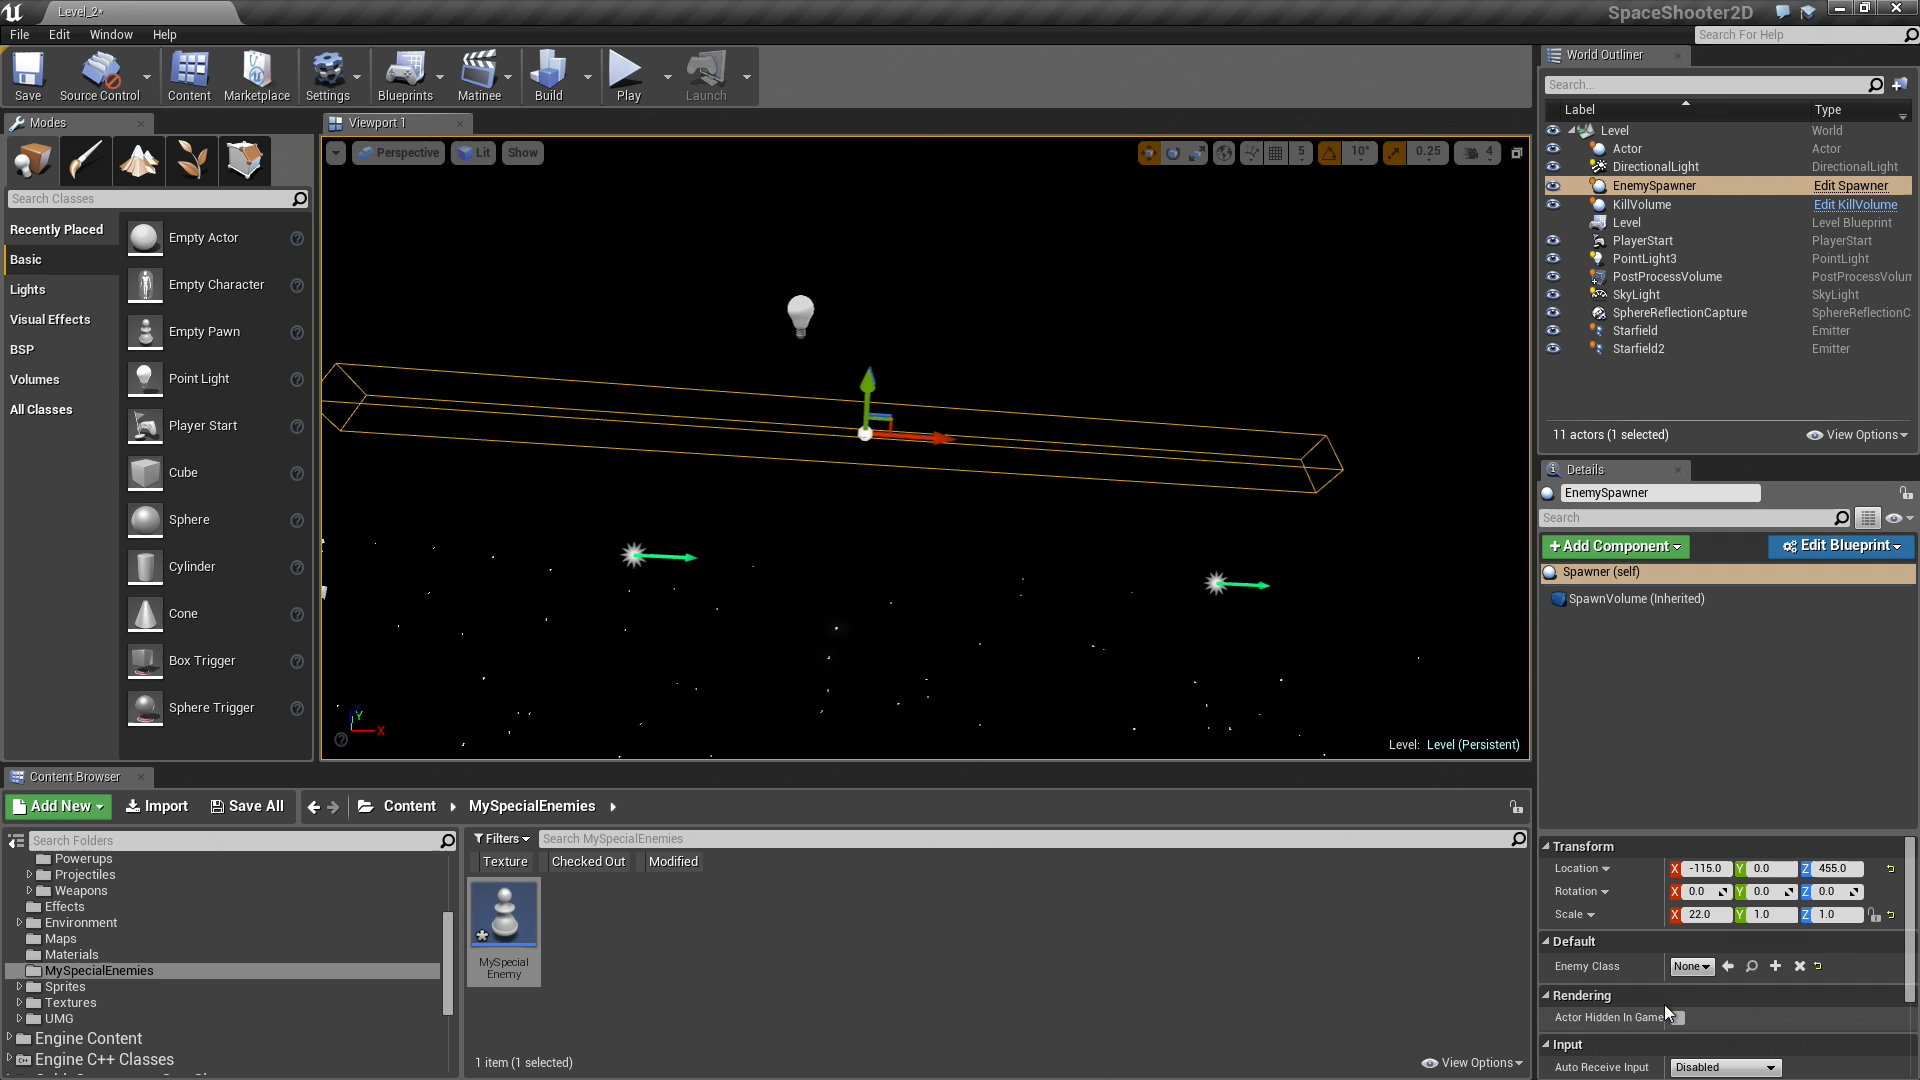 Level_2*
SpaceShooter2D
File Edit Window Help
Search For Help
Save Source Control Content Marketplace Settings Blueprints Matinee Build Play Launch
Modes
Search Classes
Recently Placed
Basic
Lights
Visual Effects
BSP
Volumes
All Classes
Empty Actor
Empty Character
Empty Pawn
Point Light
Player Start
Cube
Sphere
Cylinder
Cone
Box Trigger
Sphere Trigger
Viewport 1
Perspective Lit Show
5 10° 0.25 4
Y
X
Level: Level (Persistent)
World Outliner
Search...
Label Type
Level World
Actor Actor
DirectionalLight DirectionalLight
EnemySpawner Edit Spawner
KillVolume Edit KillVolume
Level Level Blueprint
PlayerStart PlayerStart
PointLight3 PointLight
PostProcessVolume PostProcessVolum
SkyLight SkyLight
SphereReflectionCapture SphereReflectionC
Starfield Emitter
Starfield2 Emitter
11 actors (1 selected) View Options
Details
EnemySpawner
Search
+Add Component Edit Blueprint
Spawner (self)
SpawnVolume (Inherited)
Transform
Location X -115.0 Y 0.0 Z 455.0
Rotation X 0.0 Y 0.0 Z 0.0
Scale X 22.0 Y 1.0 Z 1.0
Default
Enemy Class None
Rendering
Actor Hidden In Game
Input
Auto Receive Input Disabled
Content Browser
Add New Import Save All Content MySpecialEnemies
Search Folders
Powerups
Projectiles
Weapons
Effects
Environment
Maps
Materials
MySpecialEnemies
Sprites
Textures
UMG
Engine Content
Engine C++ Classes
Filters Search MySpecialEnemies
Texture Checked Out Modified
MySpecial
Enemy
1 item (1 selected) View Options